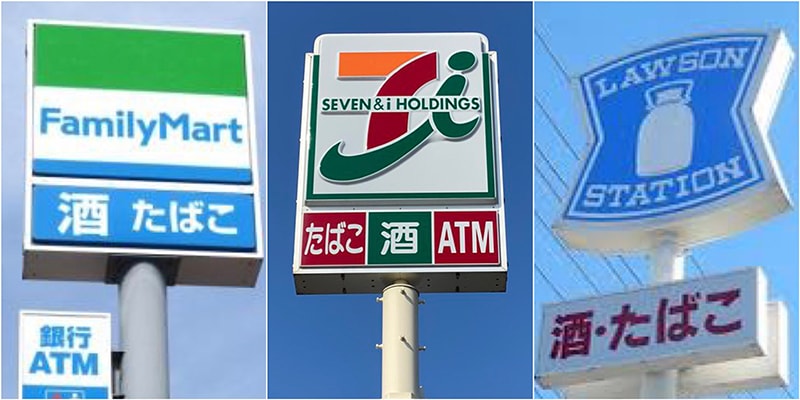 FamilyMart
酒 たばこ
銀行
ATM
SEVEN & i HOLDINGS
たばこ 酒 ATM
LAWSON
STATION
酒・たばこ